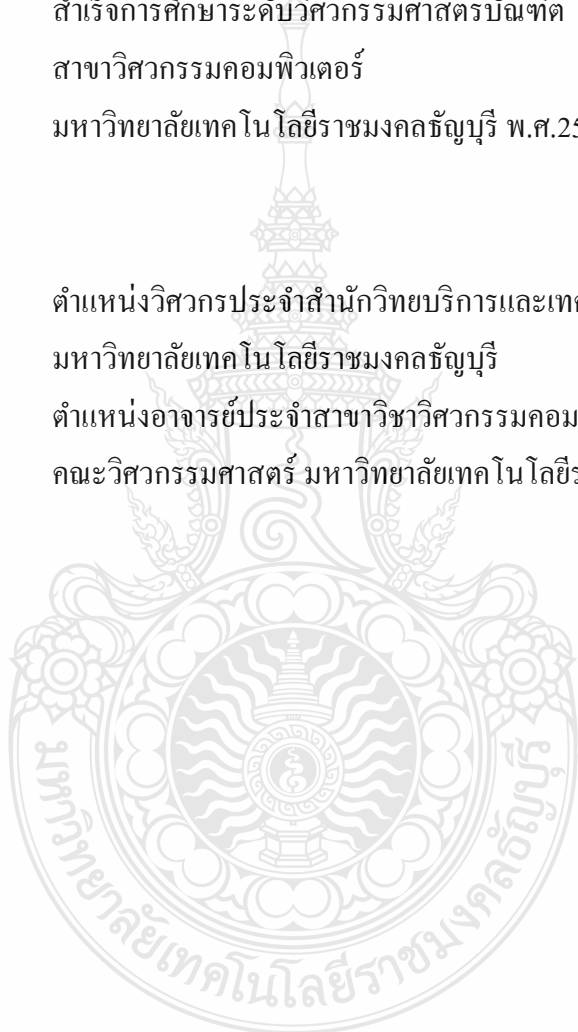 สำเร็จการศึกษาระดับวิศวกรรมศาสตรบัณฑิต
สาขาวิศวกรรมคอมพิวเตอร์
มหาวิทยาลัยเทคโนโลยีราชมงคลธัญบุรี พ.ศ.25
ตำแหน่งวิศวกรประจำสำนักวิทยบริการและเทค
มหาวิทยาลัยเทคโนโลยีราชมงคลธัญบุรี
ตำแหน่งอาจารย์ประจำสาขาวิชาวิศวกรรมคอม
คณะวิศวกรรมศาสตร์ มหาวิทยาลัยเทคโนโลยีร
มหาวิทยาลัยเทคโนโลยีราชมงคลธัญบุรี